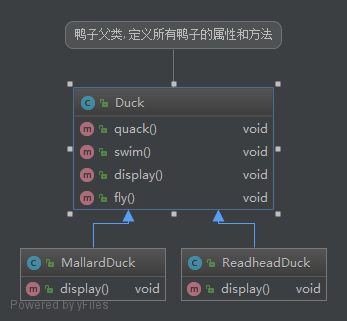 鸭子父类,定义所有鸭子的属性和方法
C Duck
m quack() void
m swim() void
m display() void
m fly() void
C MallardDuck
m display() void
C ReadheadDuck
m display() void
Powered by yFiles